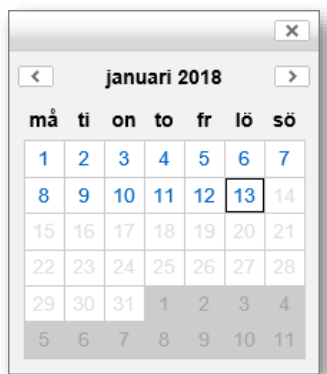 januari 2018
må ti on to fr lö sö
1 2 3 4 5 6 7
8 9 10 11 12 13 14
15 16 17 18 19 20 21
22 23 24 25 26 27 28
29 30 31 1 2 3 4
5 6 7 8 9 10 11